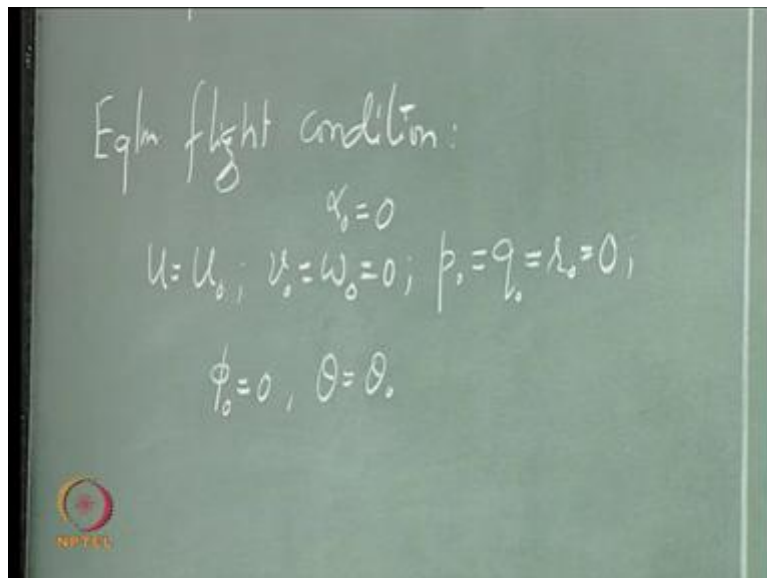 Eqlm flight condition:
α₀=0
U=U₀; v₀=w₀=0; p₀=q₀=r₀=0;
ϕ₀=0, θ=θ₀
NPTEL